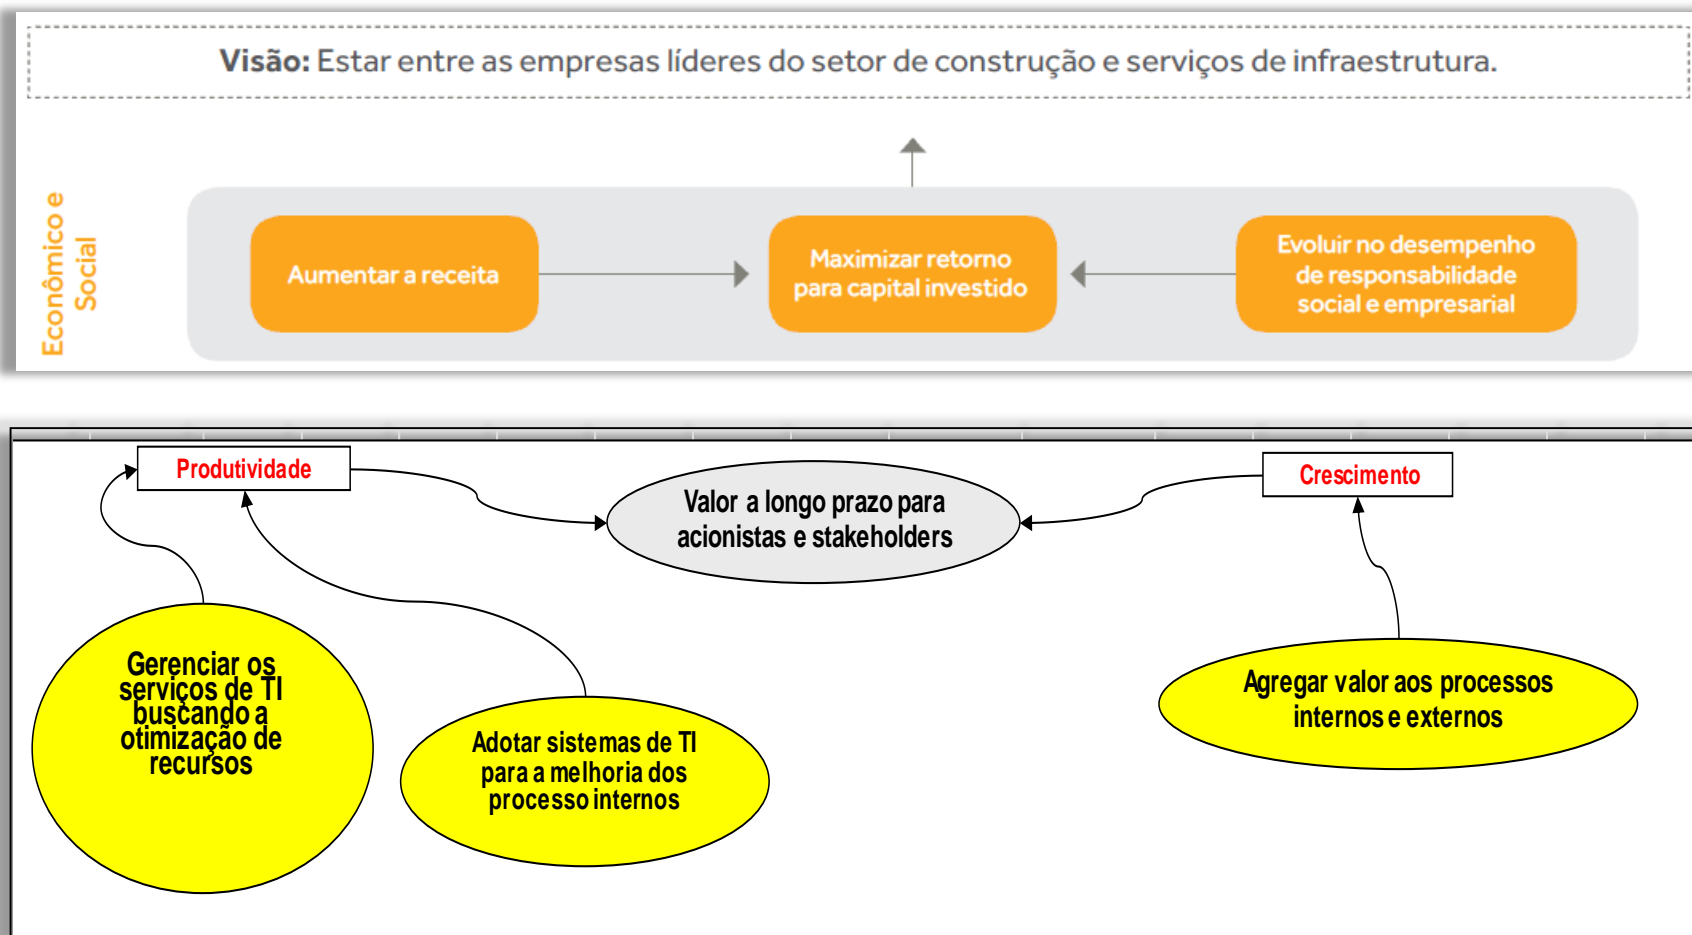 Visão: Estar entre as empresas líderes do setor de construção e serviços de infraestrutura.
Econômico e
Social
Aumentar a receita
Maximizar retorno
para capital investido
Evoluir no desempenho
de responsabilidade
social e empresarial
Produtividade
Valor a longo prazo para
acionistas e stakeholders
Crescimento
Gerenciar os
serviços de TI
buscando a
otimização de
recursos
Adotar sistemas de TI
para a melhoria dos
processo internos
Agregar valor aos processos
internos e externos